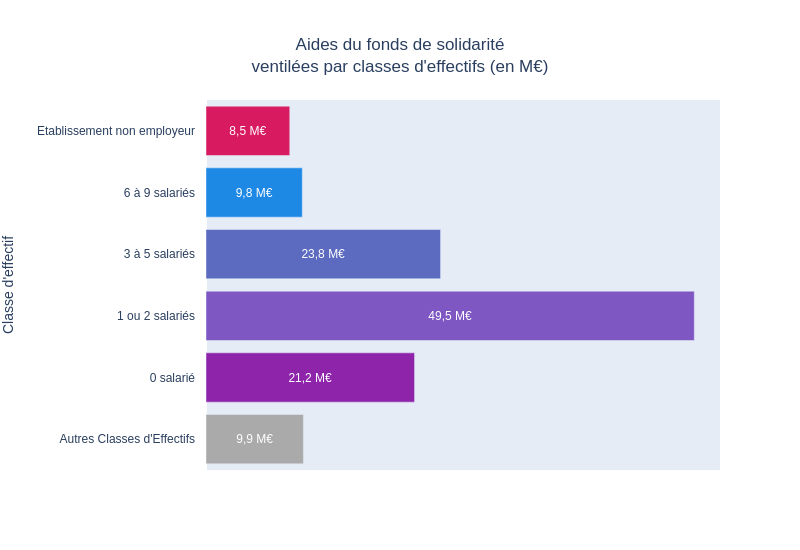 Aides du fonds de solidarité
ventilées par classes d'effectifs (en M€)
Classe d'effectif
Etablissement non employeur
8,5 M€
6 à 9 salariés
9,8 M€
3 à 5 salariés
23,8 M€
1 ou 2 salariés
49,5 M€
0 salarié
21,2 M€
Autres Classes d'Effectifs
9,9 M€